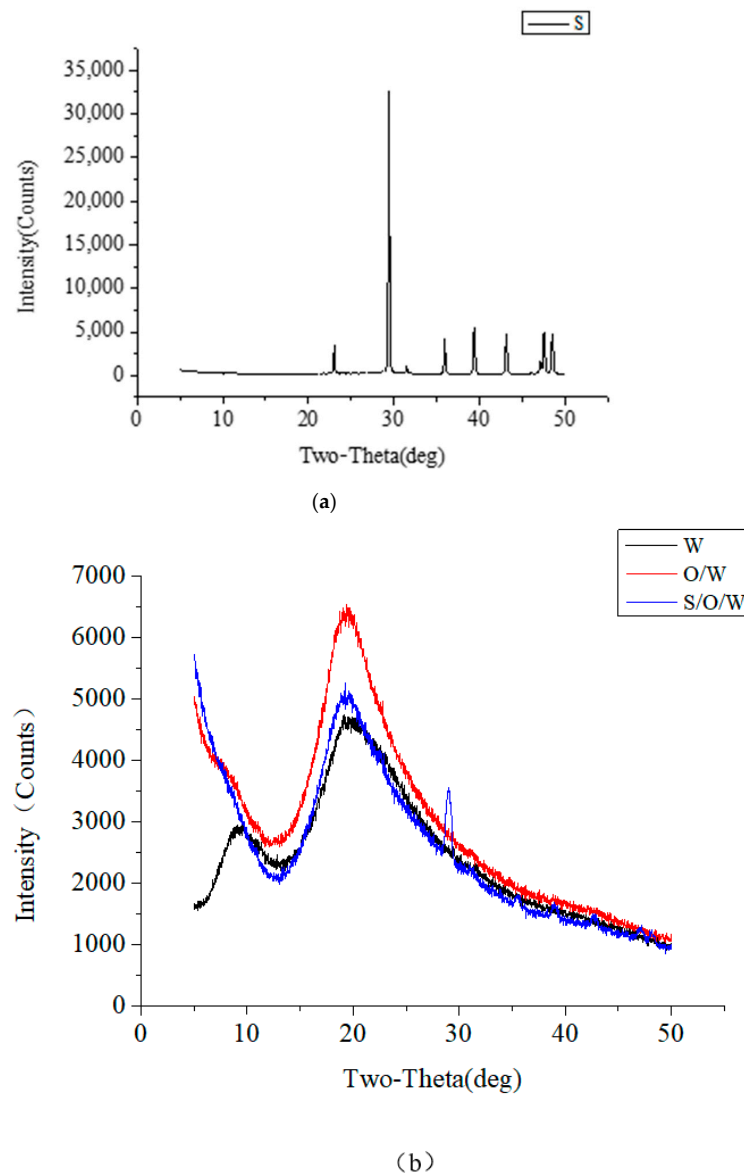 S
35,000
30,000
25,000
20,000
15,000
10,000
5,000
0
Intensity(Counts)
0 10 20 30 40 50
Two-Theta(deg)
(a)
W
O/W
S/O/W
7000
6000
5000
4000
3000
2000
1000
0
Intensity（Counts）
0 10 20 30 40 50
Two-Theta(deg)
（b）